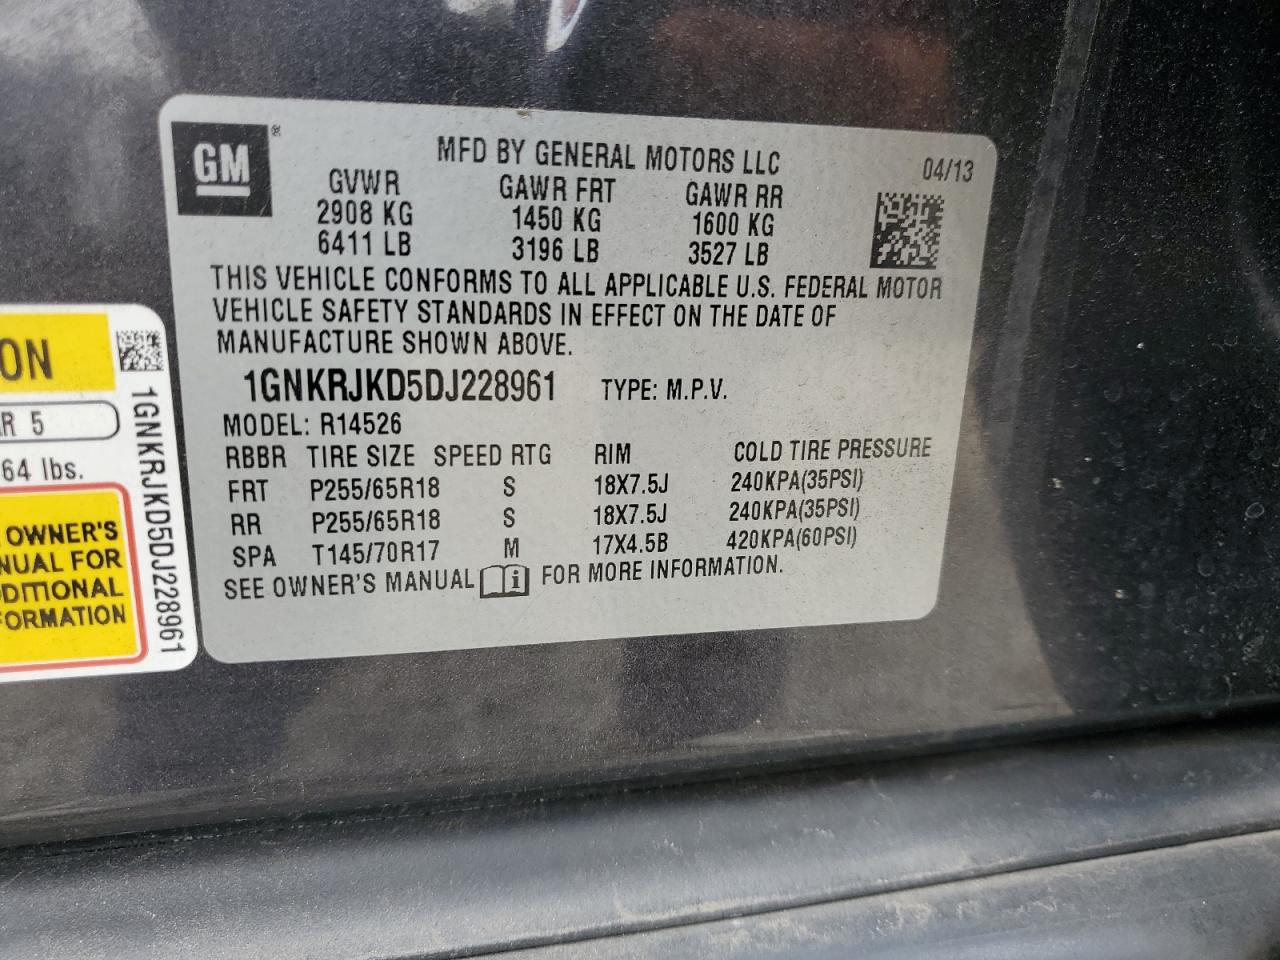 GM
®
MFD BY GENERAL MOTORS LLC
04/13
GVWR GAWR FRT GAWR RR
2908 KG 1450 KG 1600 KG
6411 LB 3196 LB 3527 LB
THIS VEHICLE CONFORMS TO ALL APPLICABLE U.S. FEDERAL MOTOR
VEHICLE SAFETY STANDARDS IN EFFECT ON THE DATE OF
MANUFACTURE SHOWN ABOVE.
1GNKRJKD5DJ228961 TYPE: M.P.V.
MODEL: R14526
RBBR TIRE SIZE SPEED RTG RIM COLD TIRE PRESSURE
FRT P255/65R18 S 18X7.5J 240KPA(35PSI)
RR P255/65R18 S 18X7.5J 240KPA(35PSI)
SPA T145/70R17 M 17X4.5B 420KPA(60PSI)
SEE OWNER'S MANUAL i FOR MORE INFORMATION.
ON
R 5
64 lbs.
OWNER'S
NUAL FOR
DITIONAL
FORMATION
1GNKRJKD5DJ228961